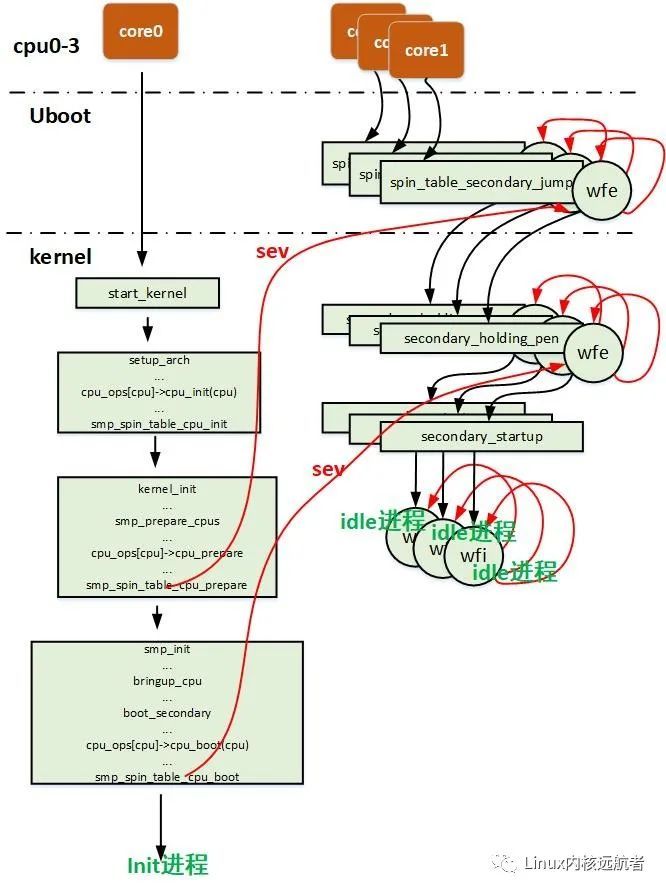 cpu0-3
core0
core1
Uboot
spin_table_secondary_jump
wfe
kernel
sev
start_kernel
secondary_holding_pen
wfe
setup_arch
...
cpu_ops[cpu]->cpu_init(cpu)
...
smp_spin_table_cpu_init
secondary_startup
sev
kernel_init
...
smp_prepare_cpus
...
cpu_ops[cpu]->cpu_prepare
...
smp_spin_table_cpu_prepare
idle进程
idle进程
wfi
idle进程
smp_init
...
bringup_cpu
...
boot_secondary
...
cpu_ops[cpu]->cpu_boot(cpu)
...
smp_spin_table_cpu_boot
Init进程
Linux内核远航者